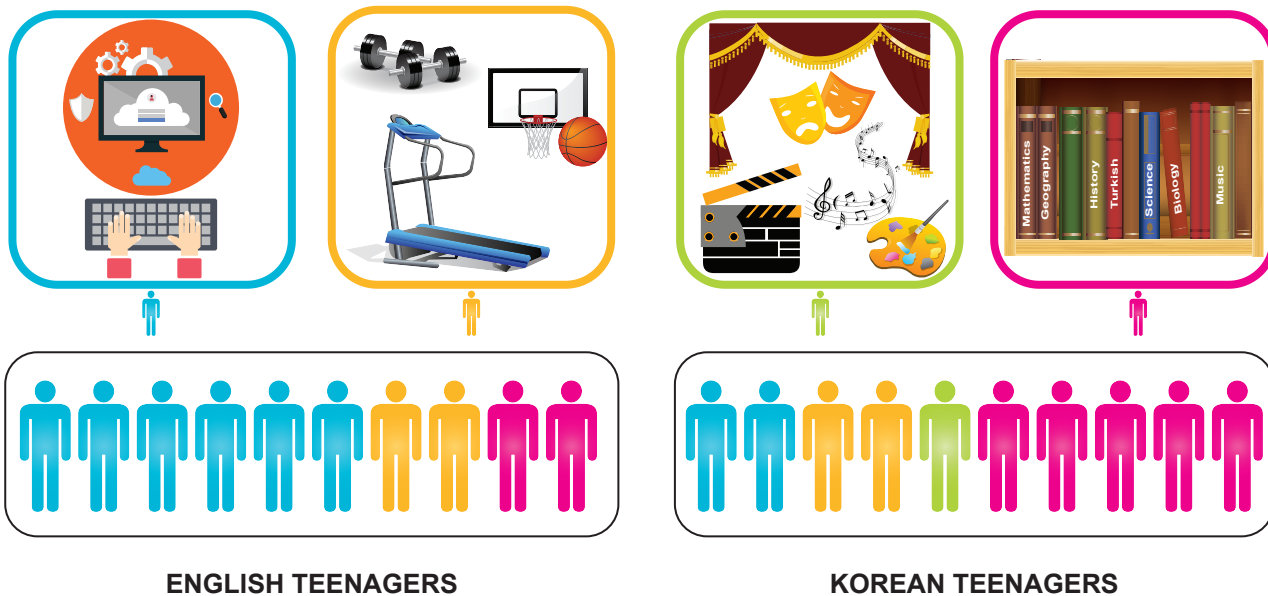 Mathematics
Geography
History
Turkish
Science
Biology
Music
ENGLISH TEENAGERS
KOREAN TEENAGERS